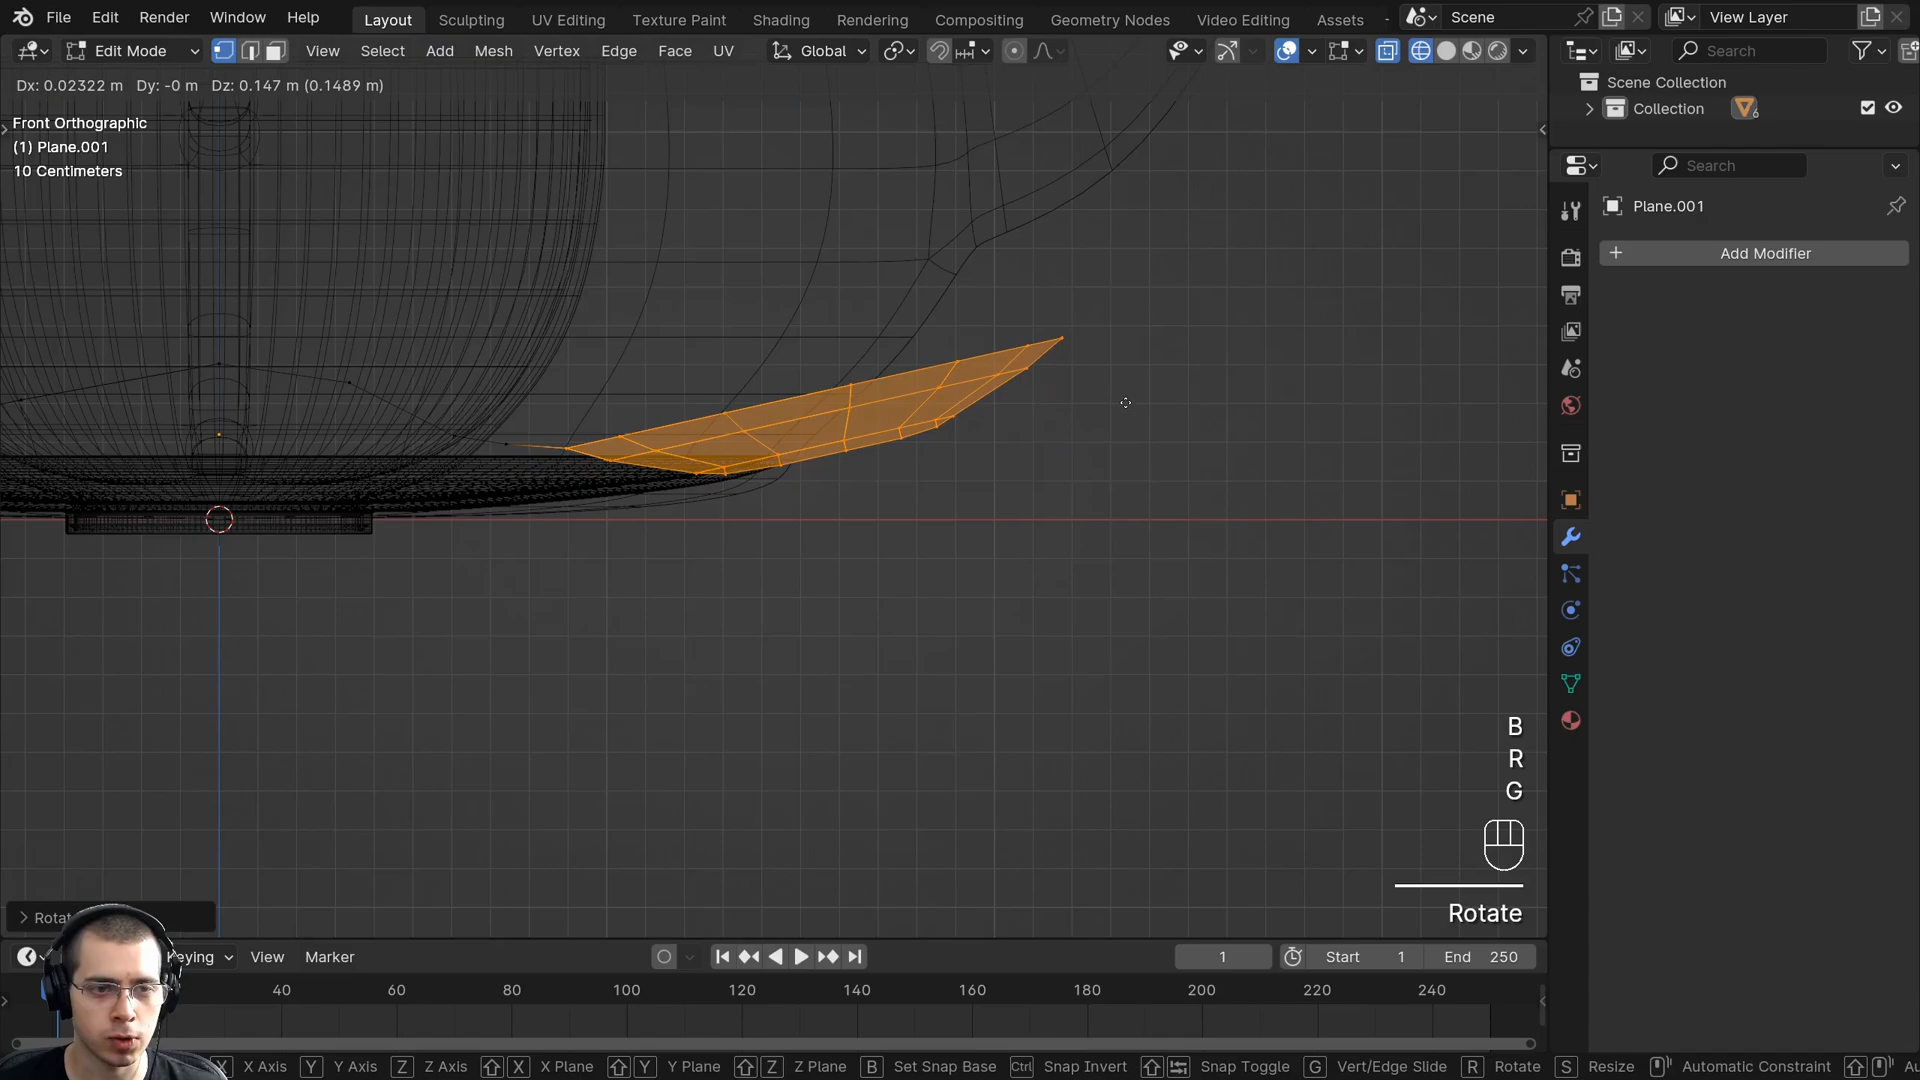 File Edit Render Window Help Layout Sculpting UV Editing Texture Paint Shading Rendering Compositing Geometry Nodes Video Editing Assets Scene View Layer
Edit Mode View Select Add Mesh Vertex Edge Face UV Global Search
Dx: 0.02322 m Dy: -0 m Dz: 0.147 m (0.1489 m)
Front Orthographic
(1) Plane.001
10 Centimeters
Scene Collection
Collection 6
Search
Plane.001
+ Add Modifier
B
R
G
Rotate
Keying View Marker 1 Start 1 End 250
40 60 80 100 120 140 160 180 200 220 240
X X Axis Y Y Axis Z Z Axis X X Plane Y Y Plane Z Z Plane B Set Snap Base Ctrl Snap Invert Snap Toggle G Vert/Edge Slide R Rotate S Resize Automatic Constraint